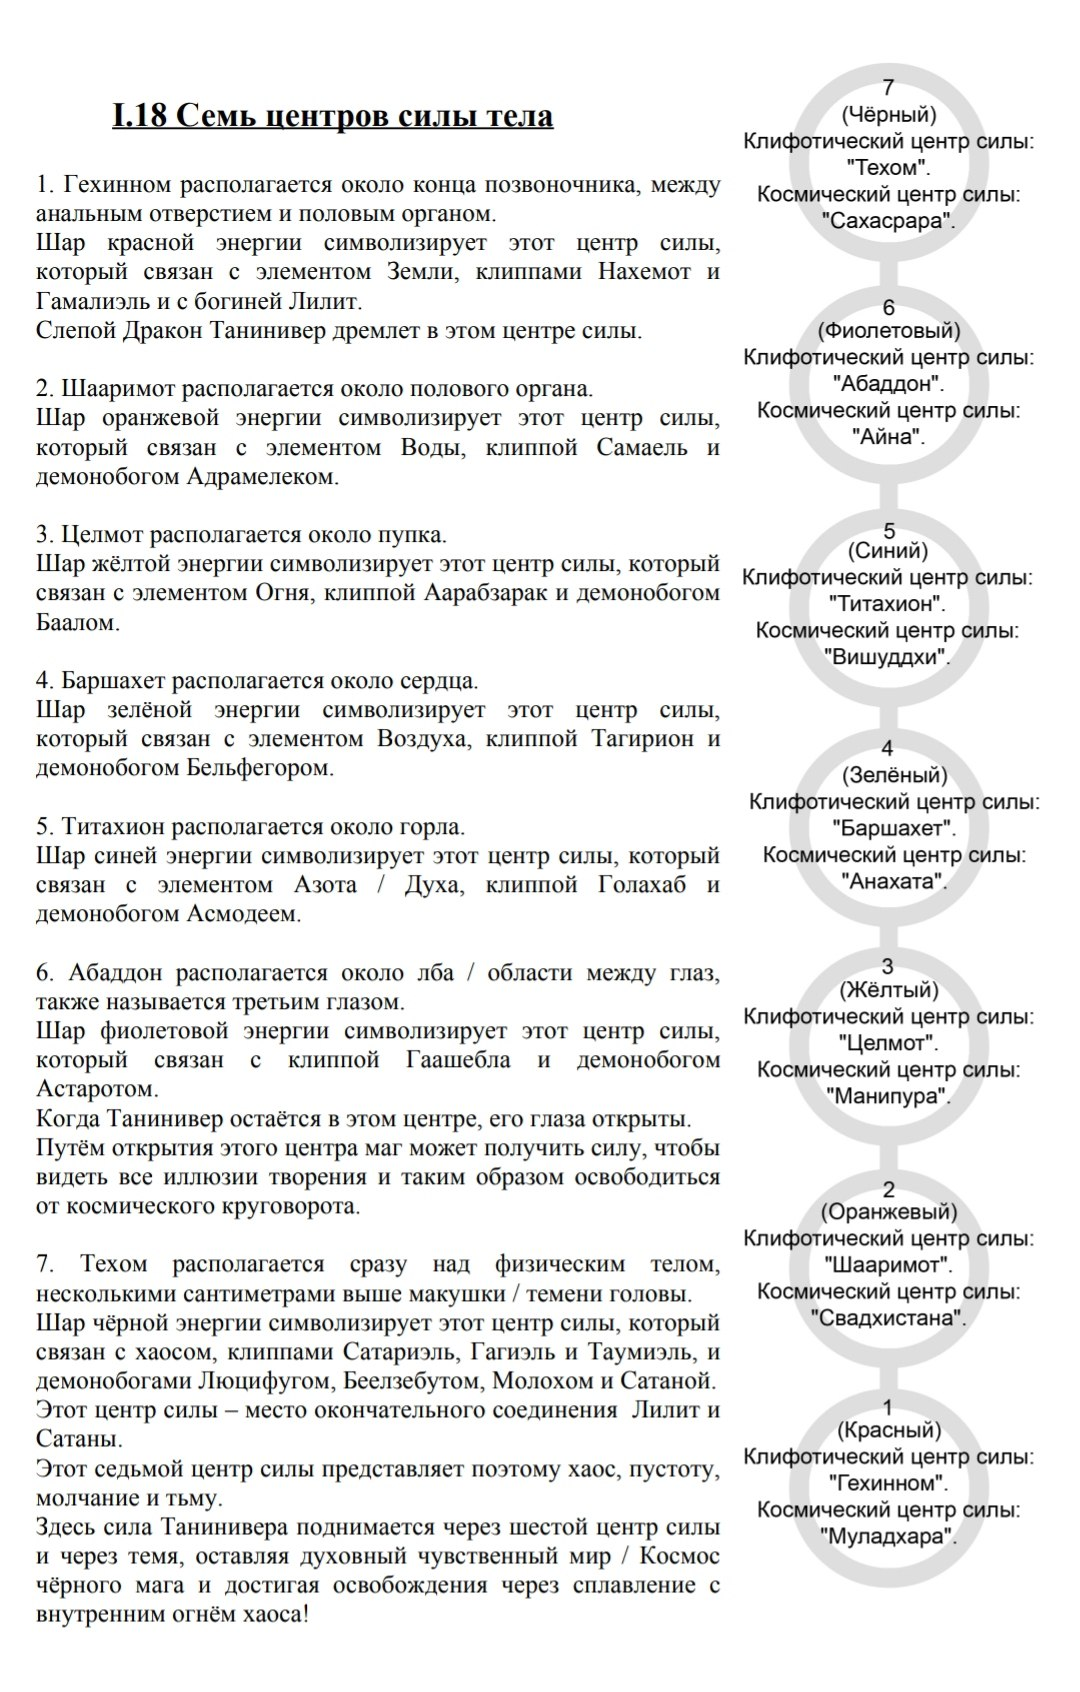 I.18 Семь центров силы тела
1. Гехинном располагается около конца позвоночника, между
анальным отверстием и половым органом.
Шар красной энергии символизирует этот центр силы,
который связан с элементом Земли, клиппами Нахемот и
Гамалиэль и с богиней Лилит.
Слепой Дракон Танинивер дремлет в этом центре силы.
2. Шааримот располагается около полового органа.
Шар оранжевой энергии символизирует этот центр силы,
который связан с элементом Воды, клиппой Самаель и
демонобогом Адрамелеком.
3. Целмот располагается около пупка.
Шар жёлтой энергии символизирует этот центр силы, который
связан с элементом Огня, клиппой Аарабзарак и демонобогом
Баалом.
4. Баршахет располагается около сердца.
Шар зелёной энергии символизирует этот центр силы,
который связан с элементом Воздуха, клиппой Тагирион и
демонобогом Бельфегором.
5. Титахион располагается около горла.
Шар синей энергии символизирует этот центр силы, который
связан с элементом Азота / Духа, клиппой Голахаб и
демонобогом Асмодеем.
6. Абаддон располагается около лба / области между глаз,
также называется третьим глазом.
Шар фиолетовой энергии символизирует этот центр силы,
который связан с клиппой Гаашебла и демонобогом
Астаротом.
Когда Танинивер остаётся в этом центре, его глаза открыты.
Путём открытия этого центра маг может получить силу, чтобы
видеть все иллюзии творения и таким образом освободиться
от космического круговорота.
7. Техом располагается сразу над физическим телом,
несколькими сантиметрами выше макушки / темени головы.
Шар чёрной энергии символизирует этот центр силы, который
связан с хаосом, клиппами Сатариэль, Гагиэль и Таумиэль, и
демонобогами Люцифугом, Беелзебутом, Молохом и Сатаной.
Этот центр силы – место окончательного соединения  Лилит и
Сатаны.
Этот седьмой центр силы представляет поэтому хаос, пустоту,
молчание и тьму.
Здесь сила Танинивера поднимается через шестой центр силы
и через темя, оставляя духовный чувственный мир / Космос
чёрного мага и достигая освобождения через сплавление с
внутренним огнём хаоса!
7
(Чёрный)
Клифотический центр силы:
"Техом".
Космический центр силы:
"Сахасрара".
6
(Фиолетовый)
Клифотический центр силы:
"Абаддон".
Космический центр силы:
"Айна".
5
(Синий)
Клифотический центр силы:
"Титахион".
Космический центр силы:
"Вишуддхи".
4
(Зелёный)
Клифотический центр силы:
"Баршахет".
Космический центр силы:
"Анахата".
3
(Жёлтый)
Клифотический центр силы:
"Целмот".
Космический центр силы:
"Манипура".
2
(Оранжевый)
Клифотический центр силы:
"Шааримот".
Космический центр силы:
"Свадхистана".
1
(Красный)
Клифотический центр силы:
"Гехинном".
Космический центр силы:
"Муладхара".